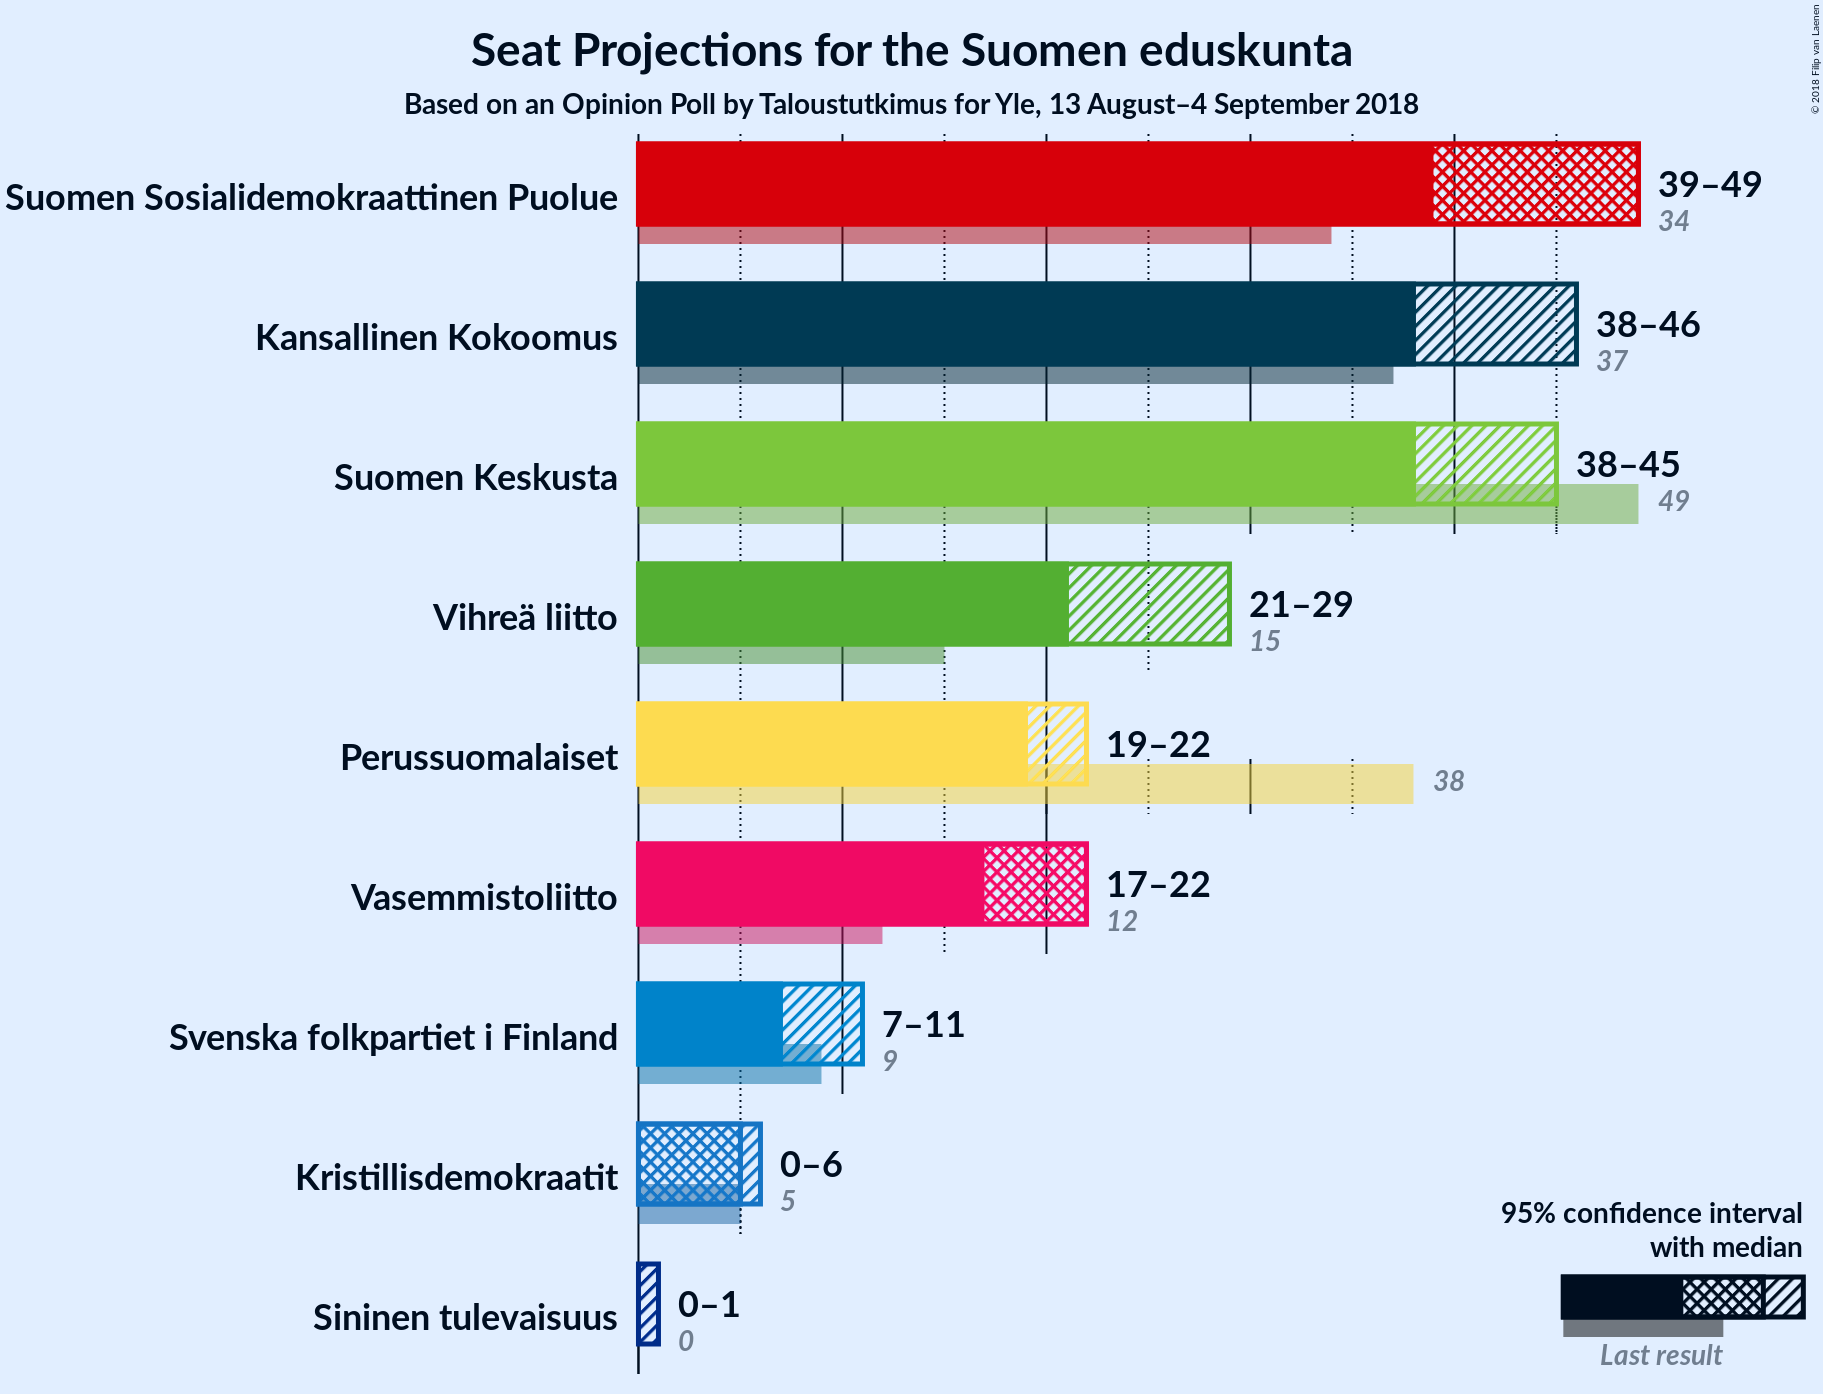 Seat Projections for the Suomen eduskunta
Based on an Opinion Poll by Taloustutkimus for Yle, 13 August–4 September 2018
© 2018 Filip van Laenen
Suomen Sosialidemokraattinen Puolue
39–49
34
Kansallinen Kokoomus
38–46
37
Suomen Keskusta
38–45
49
Vihreä liitto
21–29
15
Perussuomalaiset
19–22
38
Vasemmistoliitto
17–22
12
Svenska folkpartiet i Finland
7–11
9
Kristillisdemokraatit
0–6
5
Sininen tulevaisuus
0–1
0
95% confidence interval
with median
Last result